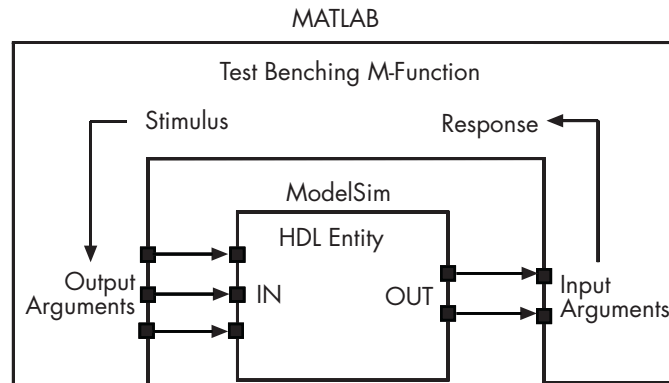 MATLAB
Test Benching M-Function
Stimulus
Response
ModelSim
HDL Entity
Output
Arguments
IN
OUT
Input
Arguments